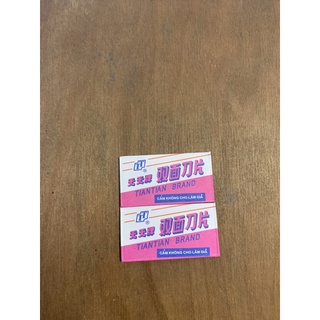 天天牌 双面刀片
TIANTIAN BRAND
CẤM KHÔNG CHO LÀM GIẢ
天天牌 双面刀片
TIANTIAN BRAND
CẤM KHÔNG CHO LÀM GIẢ